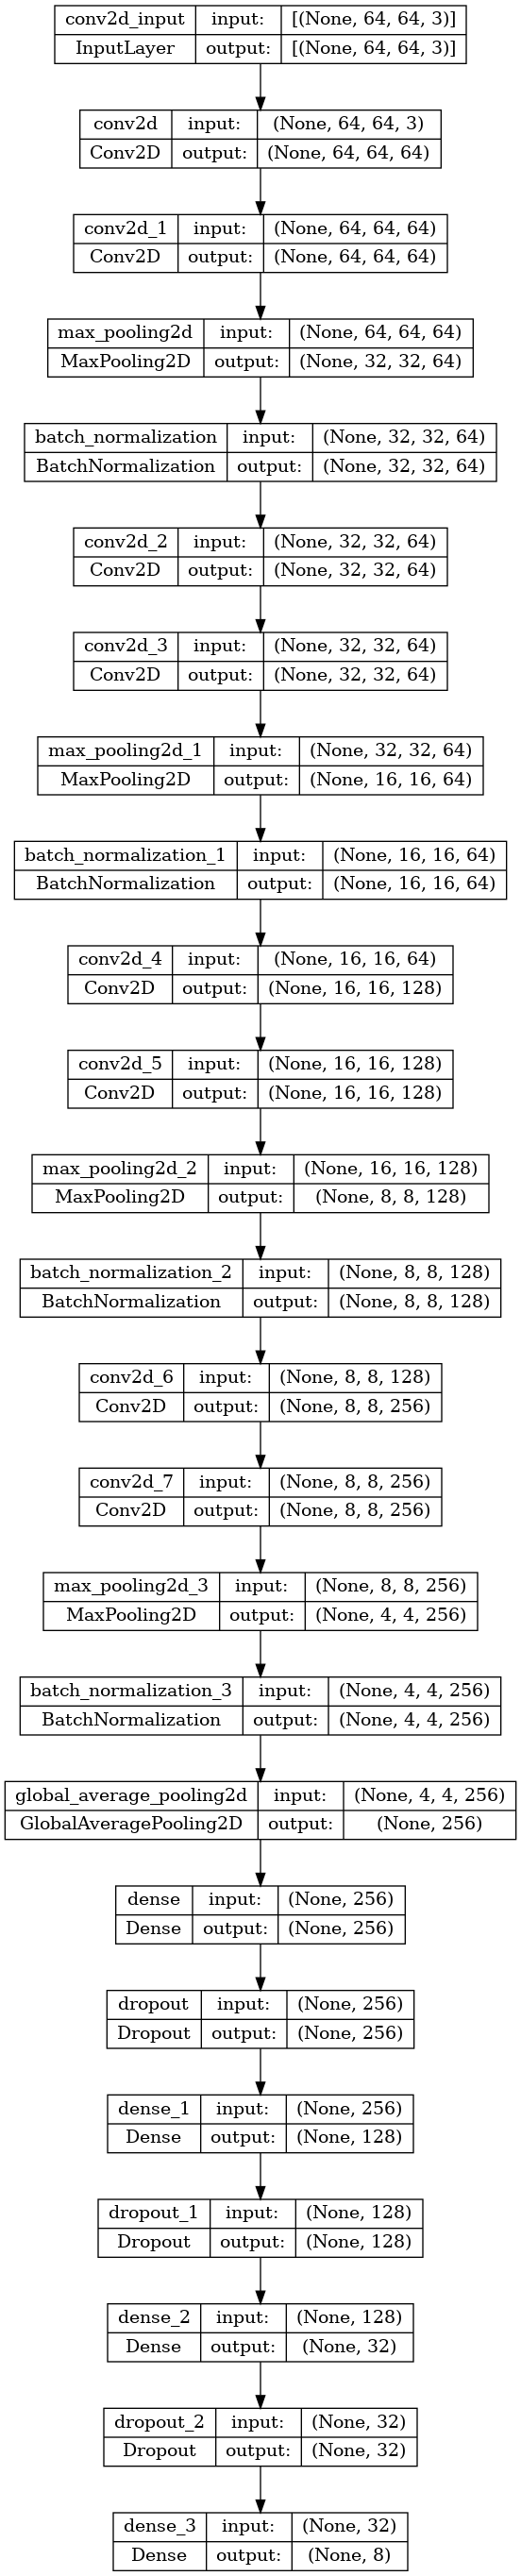 conv2d_input input: [(None, 64, 64, 3)]
InputLayer output: [(None, 64, 64, 3)]
conv2d input: (None, 64, 64, 3)
Conv2D output: (None, 64, 64, 64)
conv2d_1 input: (None, 64, 64, 64)
Conv2D output: (None, 64, 64, 64)
max_pooling2d input: (None, 64, 64, 64)
MaxPooling2D output: (None, 32, 32, 64)
batch_normalization input: (None, 32, 32, 64)
BatchNormalization output: (None, 32, 32, 64)
conv2d_2 input: (None, 32, 32, 64)
Conv2D output: (None, 32, 32, 64)
conv2d_3 input: (None, 32, 32, 64)
Conv2D output: (None, 32, 32, 64)
max_pooling2d_1 input: (None, 32, 32, 64)
MaxPooling2D output: (None, 16, 16, 64)
batch_normalization_1 input: (None, 16, 16, 64)
BatchNormalization output: (None, 16, 16, 64)
conv2d_4 input: (None, 16, 16, 64)
Conv2D output: (None, 16, 16, 128)
conv2d_5 input: (None, 16, 16, 128)
Conv2D output: (None, 16, 16, 128)
max_pooling2d_2 input: (None, 16, 16, 128)
MaxPooling2D output: (None, 8, 8, 128)
batch_normalization_2 input: (None, 8, 8, 128)
BatchNormalization output: (None, 8, 8, 128)
conv2d_6 input: (None, 8, 8, 128)
Conv2D output: (None, 8, 8, 256)
conv2d_7 input: (None, 8, 8, 256)
Conv2D output: (None, 8, 8, 256)
max_pooling2d_3 input: (None, 8, 8, 256)
MaxPooling2D output: (None, 4, 4, 256)
batch_normalization_3 input: (None, 4, 4, 256)
BatchNormalization output: (None, 4, 4, 256)
global_average_pooling2d input: (None, 4, 4, 256)
GlobalAveragePooling2D output: (None, 256)
dense input: (None, 256)
Dense output: (None, 256)
dropout input: (None, 256)
Dropout output: (None, 256)
dense_1 input: (None, 256)
Dense output: (None, 128)
dropout_1 input: (None, 128)
Dropout output: (None, 128)
dense_2 input: (None, 128)
Dense output: (None, 32)
dropout_2 input: (None, 32)
Dropout output: (None, 32)
dense_3 input: (None, 32)
Dense output: (None, 8)